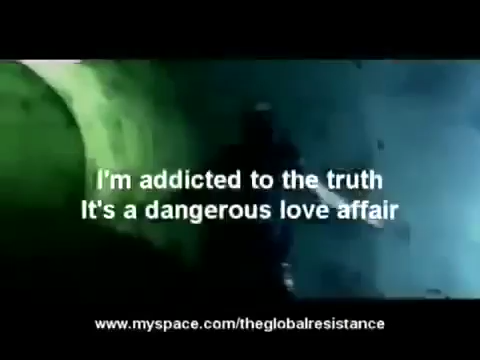 I'm addicted to the truth
It's a dangerous love affair
www.myspace.com/theglobalresistance